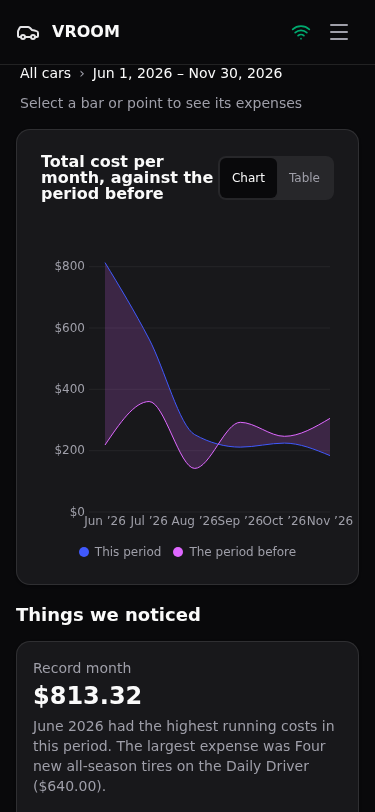 VROOM
All cars › Jun 1, 2026 – Nov 30, 2026
Select a bar or point to see its expenses
Total cost per
month, against the
period before
Chart
Table
$800
$600
$400
$200
$0
Jun ’26 Jul ’26 Aug ’26 Sep ’26 Oct ’26 Nov ’26
This period
The period before
Things we noticed
Record month
$813.32
June 2026 had the highest running costs in
this period. The largest expense was Four
new all-season tires on the Daily Driver
($640.00).